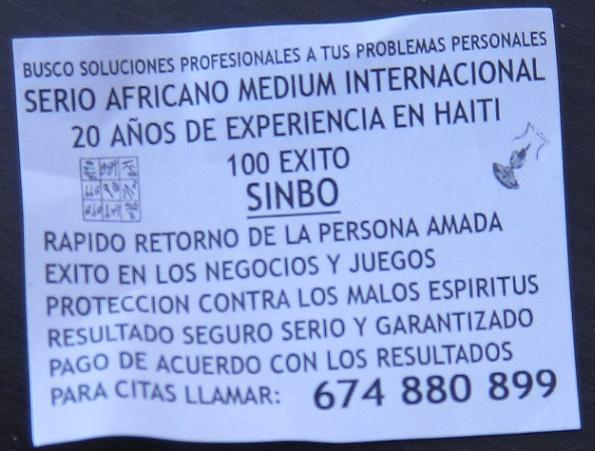 BUSCO SOLUCIONES PROFESIONALES A TUS PROBLEMAS PERSONALES
SERIO AFRICANO MEDIUM INTERNACIONAL
20 AÑOS DE EXPERIENCIA EN HAITI
100 EXITO
SINBO
RAPIDO RETORNO DE LA PERSONA AMADA
EXITO EN LOS NEGOCIOS Y JUEGOS
PROTECCION CONTRA LOS MALOS ESPIRITUS
RESULTADO SEGURO SERIO Y GARANTIZADO
PAGO DE ACUERDO CON LOS RESULTADOS
PARA CITAS LLAMAR: 674 880 899